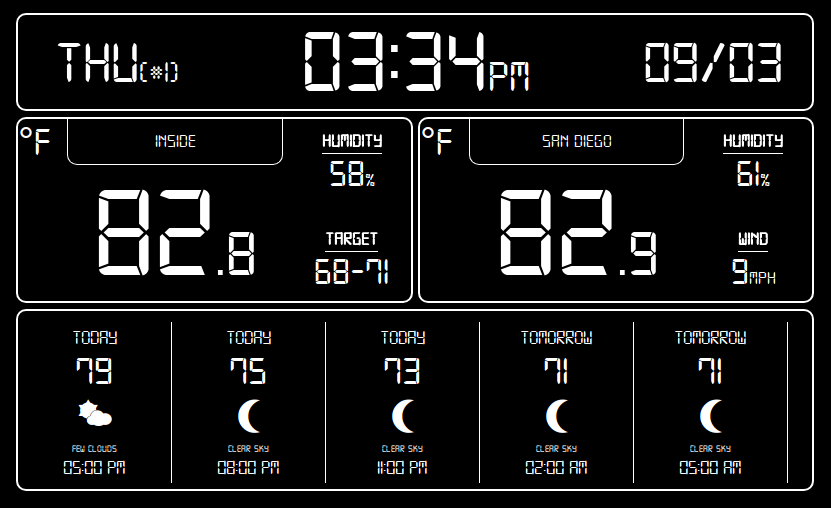 THU(#1) 03:34PM 09/03
°F INSIDE HUMIDITY
58%
82.8
TARGET
68-71
°F SAN DIEGO HUMIDITY
61%
82.9
WIND
9MPH
TODAY
79
FEW CLOUDS
05:00 PM
TODAY
75
CLEAR SKY
08:00 PM
TODAY
73
CLEAR SKY
11:00 PM
TOMORROW
71
CLEAR SKY
02:00 AM
TOMORROW
71
CLEAR SKY
05:00 AM